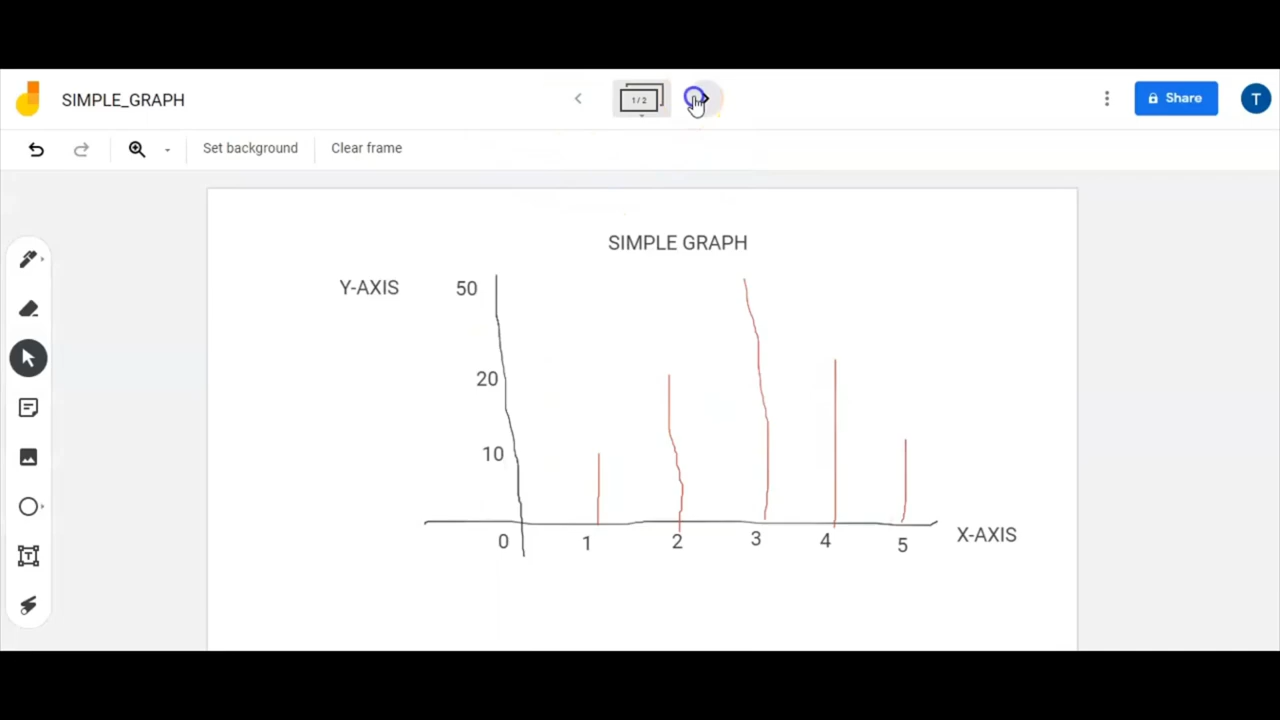 SIMPLE_GRAPH
1 / 2
Share
T
Set background
Clear frame
SIMPLE GRAPH
Y-AXIS
50
20
10
0 1 2 3 4 5
X-AXIS